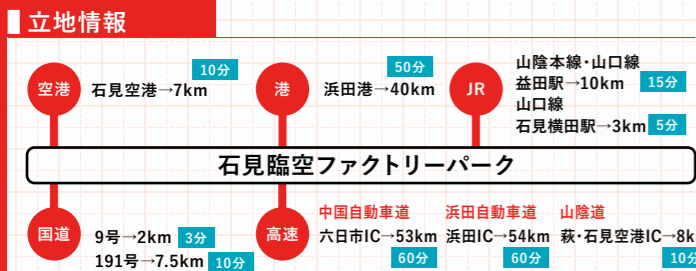 立地情報
空港
10分
石見空港→7km
港
50分
浜田港→40km
JR
山陰本線・山口線
益田駅→10km 15分
山口線
石見横田駅→3km 5分
石見臨空ファクトリーパーク
国道
9号→2km 3分
191号→7.5km 10分
高速
中国自動車道
六日市IC→53km
60分
浜田自動車道
浜田IC→54km
60分
山陰道
萩・石見空港IC→8k
10分